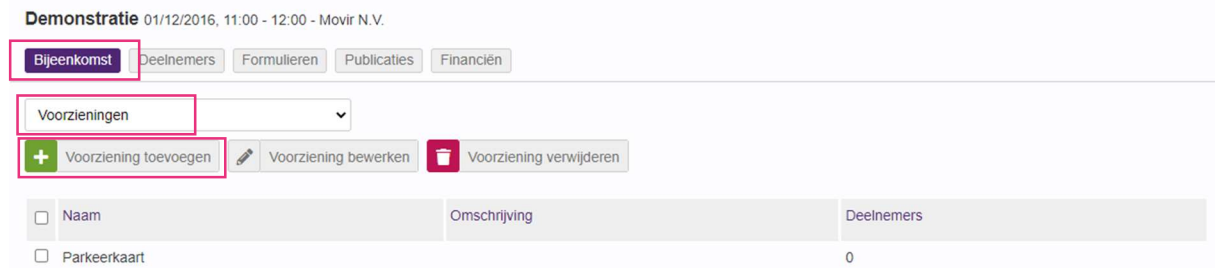 Demonstratie 01/12/2016, 11:00 - 12:00 - Movir N.V.
Bijeenkomst Deelnemers Formulieren Publicaties Financiën
Voorzieningen
Voorziening toevoegen Voorziening bewerken Voorziening verwijderen
Naam Omschrijving Deelnemers
Parkeerkaart 0